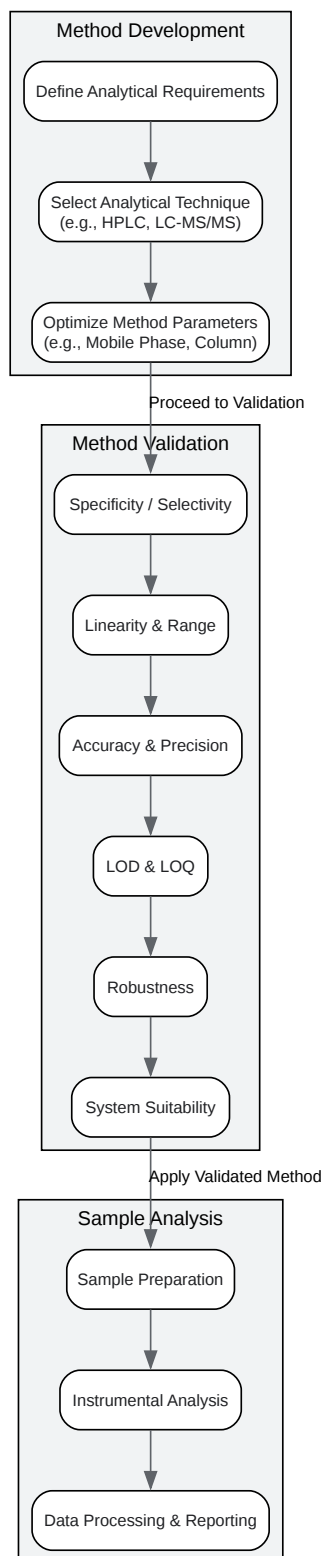 Method Development
Define Analytical Requirements
Select Analytical Technique
(e.g., HPLC, LC-MS/MS)
Optimize Method Parameters
(e.g., Mobile Phase, Column)
Proceed to Validation
Method Validation
Specificity / Selectivity
Linearity & Range
Accuracy & Precision
LOD & LOQ
Robustness
System Suitability
Apply Validated Method
Sample Analysis
Sample Preparation
Instrumental Analysis
Data Processing & Reporting